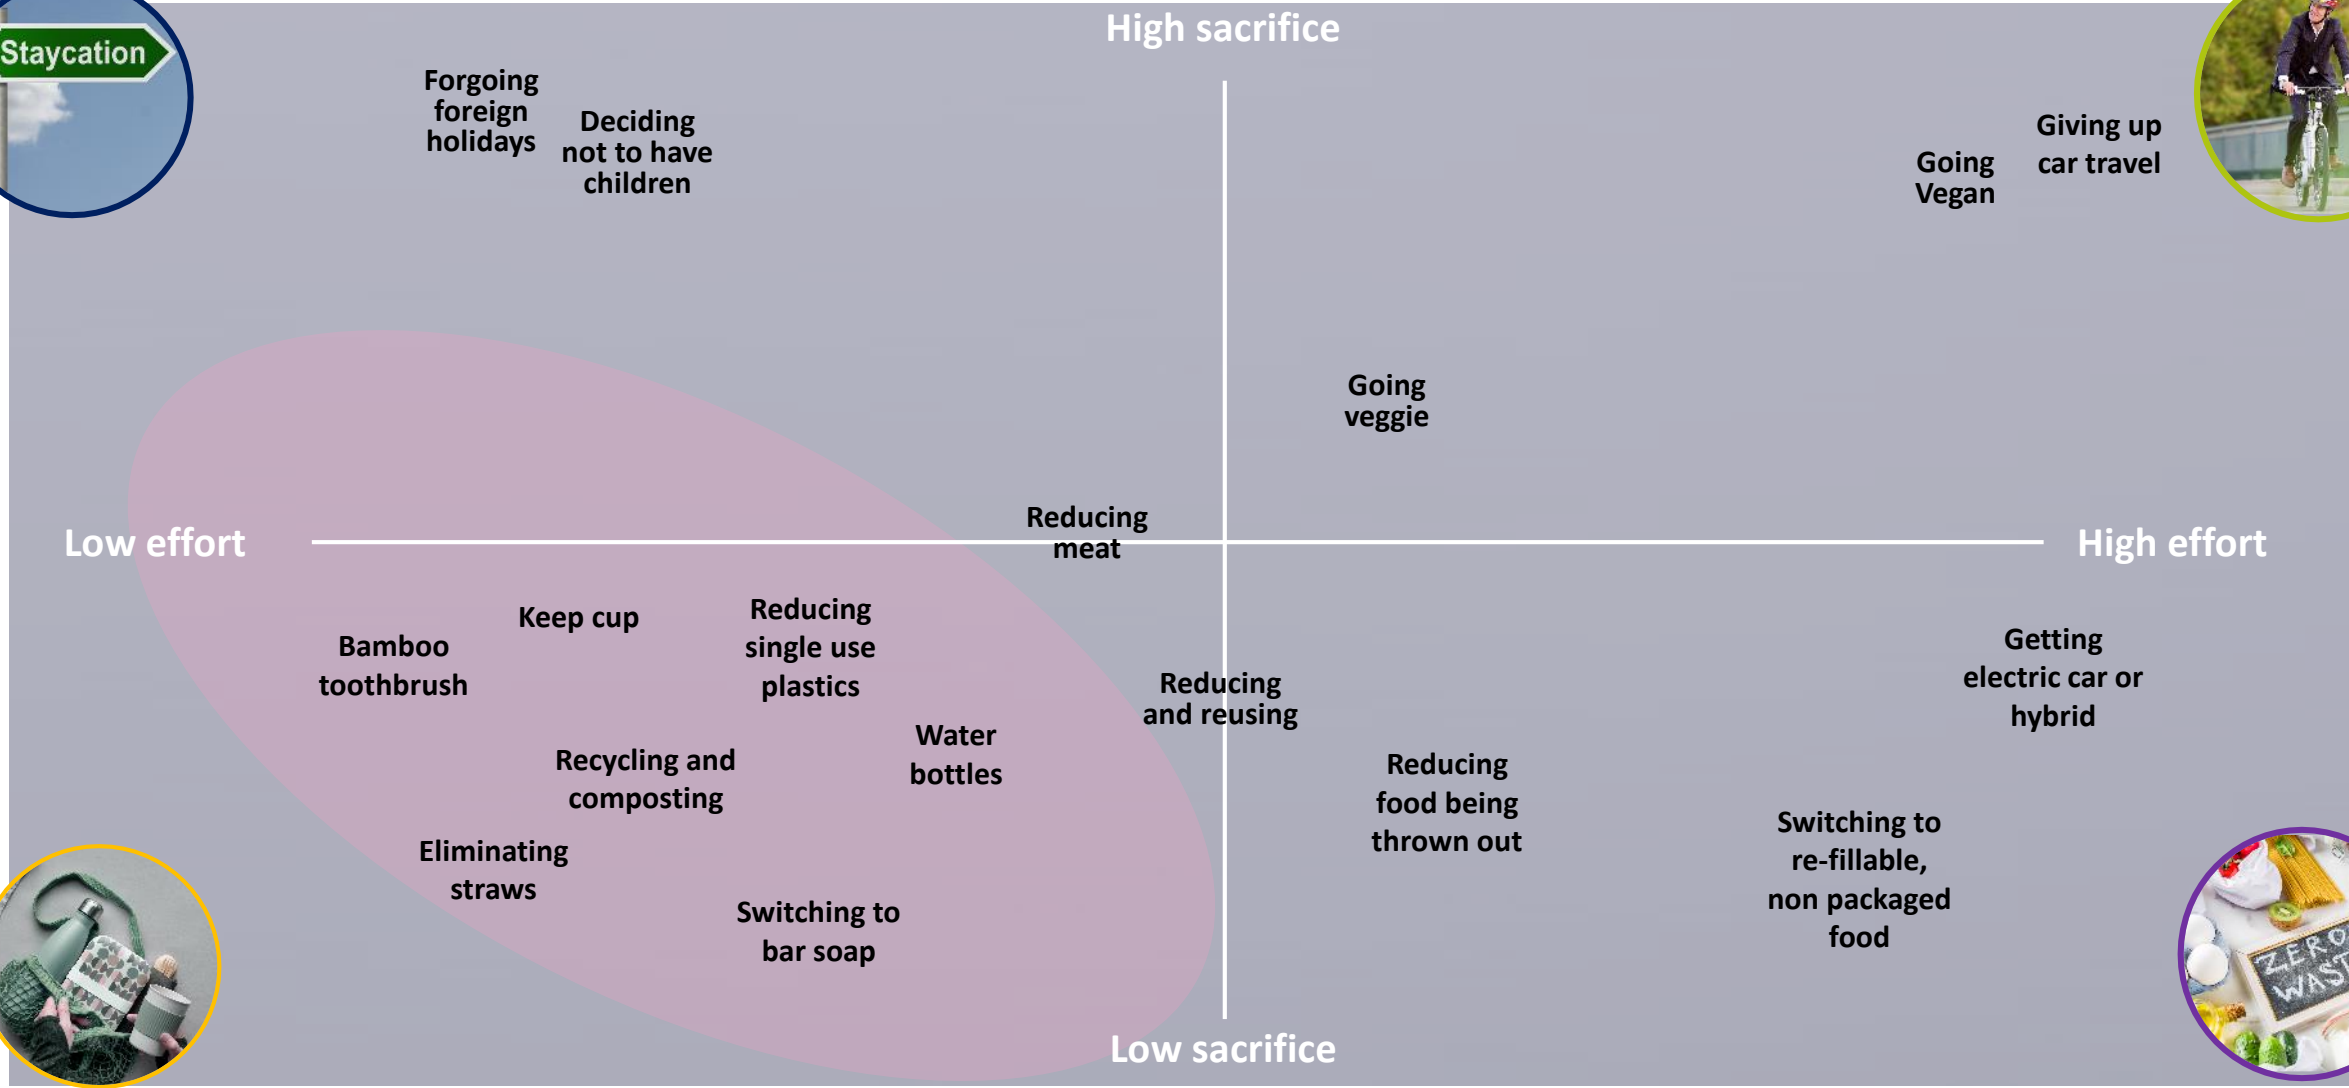 High sacrifice
Staycation
Forgoing
foreign
holidays
Deciding
not to have
children
Going
Vegan
Giving up
car travel
Going
veggie
Reducing
meat
Low effort
High effort
Keep cup
Bamboo
toothbrush
Reducing
single use
plastics
Reducing
and reusing
Getting
electric car or
hybrid
Water
bottles
Recycling and
composting
Reducing
food being
thrown out
Eliminating
straws
Switching to
bar soap
Switching to
re-fillable,
non packaged
food
ZERO
WAST
Low sacrifice